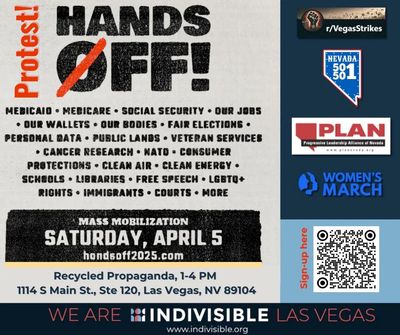 Protest!
HANDS
OFF!
MEDICAID • MEDICARE • SOCIAL SECURITY • OUR JOBS
• OUR WALLETS • OUR BODIES • FAIR ELECTIONS •
PERSONAL DATA • PUBLIC LANDS • VETERAN SERVICES
• CANCER RESEARCH • NATO • CONSUMER
PROTECTIONS • CLEAN AIR • CLEAN ENERGY •
SCHOOLS • LIBRARIES • FREE SPEECH • LGBTQ+
RIGHTS • IMMIGRANTS • COURTS • MORE
MASS MOBILIZATION
SATURDAY, APRIL 5
handsoff2025.com
Recycled Propaganda, 1-4 PM
1114 S Main St., Ste 120, Las Vegas, NV 89104
r/VegasStrikes
NEVADA
50
50
1
PLAN
Progressive Leadership Alliance of Nevada
www.planevada.org
WOMEN'S
MARCH
Sign-up here
WE ARE INDIVISIBLE LAS VEGAS
www.indivisible.org